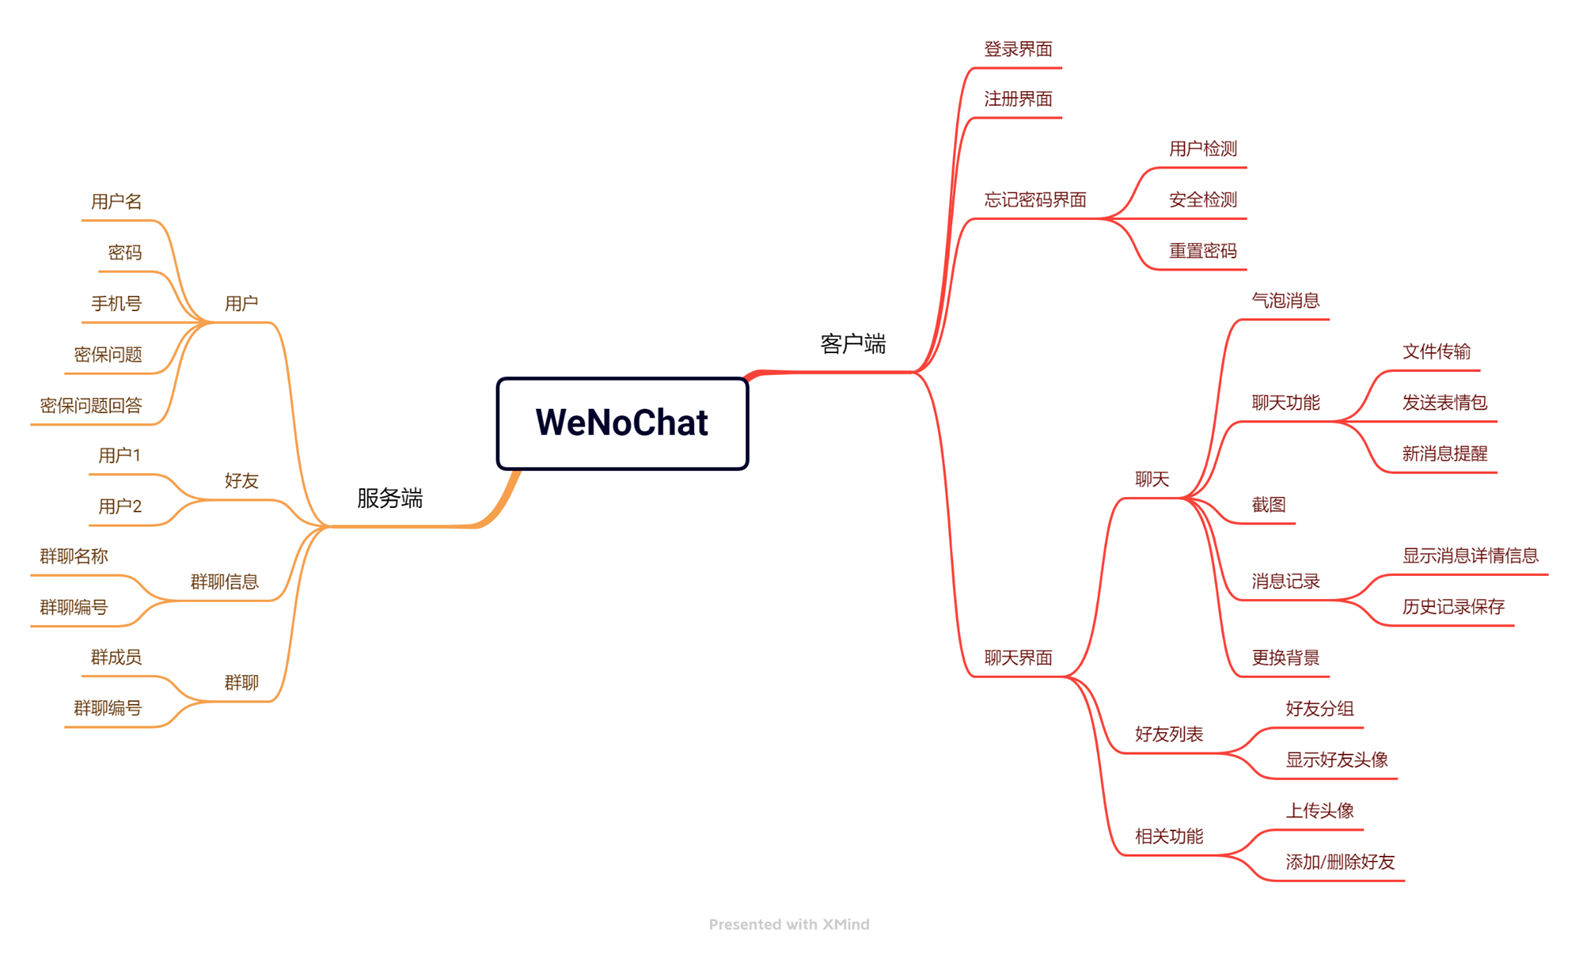 WeNoChat
客户端
登录界面
注册界面
忘记密码界面
用户检测
安全检测
重置密码
聊天界面
聊天
气泡消息
聊天功能
文件传输
发送表情包
新消息提醒
截图
消息记录
显示消息详情信息
历史记录保存
更换背景
好友列表
好友分组
显示好友头像
相关功能
上传头像
添加/删除好友
服务端
用户
用户名
密码
手机号
密保问题
密保问题回答
好友
用户1
用户2
群聊信息
群聊名称
群聊编号
群聊
群成员
群聊编号
Presented with XMind